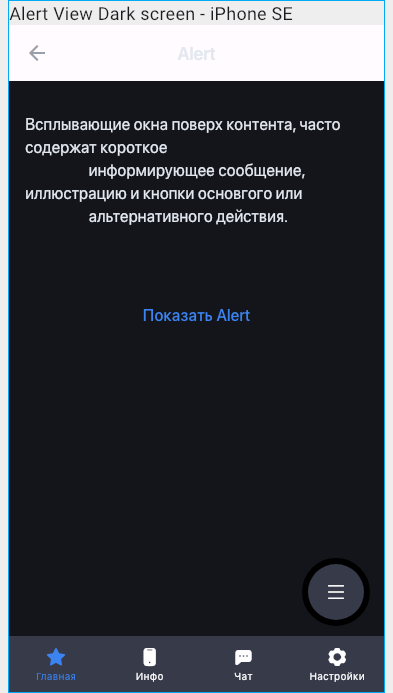 Alert View Dark screen - iPhone SE
Alert
Всплывающие окна поверх контента, часто
содержат короткое
информирующее сообщение,
иллюстрацию и кнопки основгого или
альтернативного действия.
Показать Alert
Главная
Инфо
Чат
Настройки